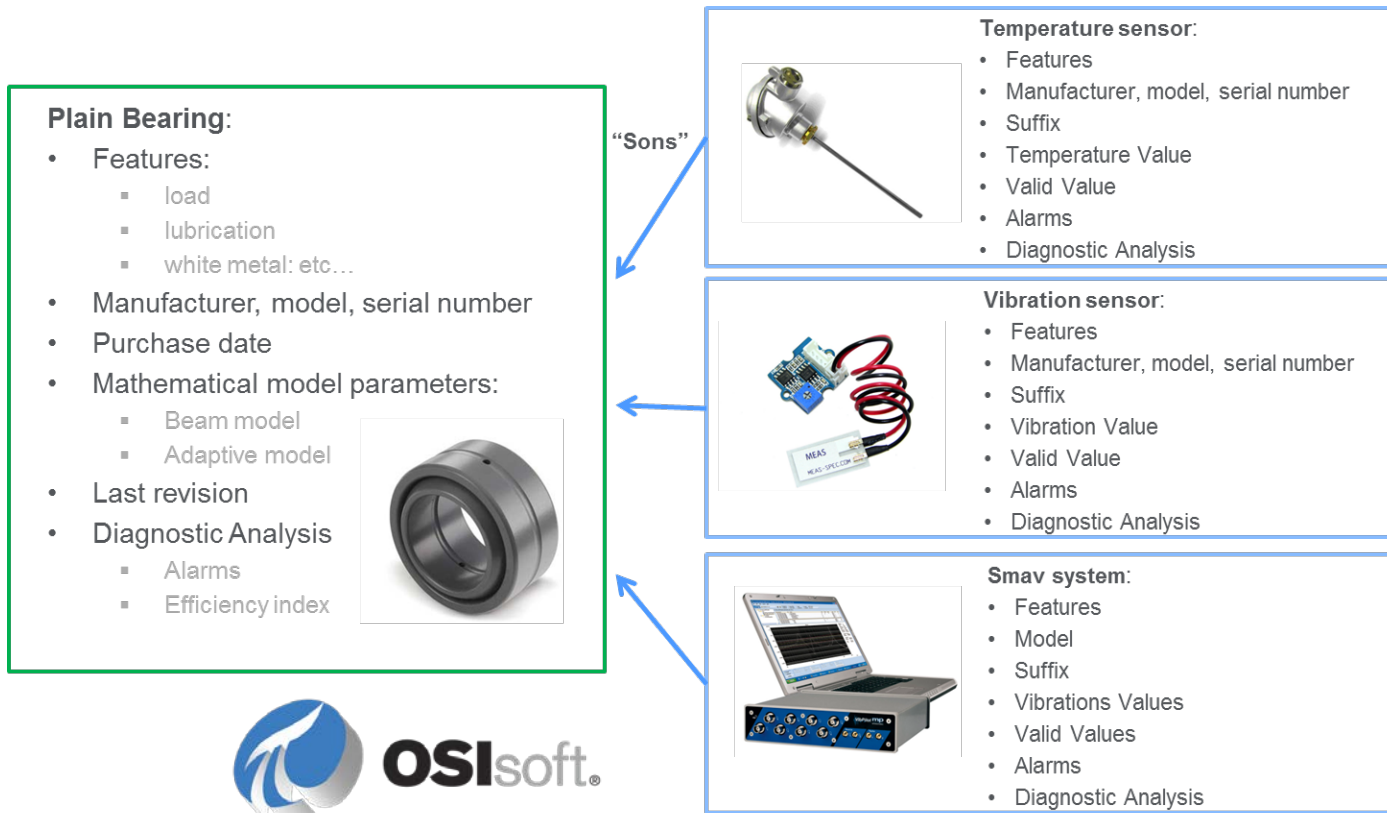 Plain Bearing:
• Features:
▪ load
▪ lubrication
▪ white metal: etc…
• Manufacturer, model, serial number
• Purchase date
• Mathematical model parameters:
▪ Beam model
▪ Adaptive model
• Last revision
• Diagnostic Analysis
▪ Alarms
▪ Efficiency index
OSIsoft®
“Sons”
Temperature sensor:
• Features
• Manufacturer, model, serial number
• Suffix
• Temperature Value
• Valid Value
• Alarms
• Diagnostic Analysis
MEAS
MEAS-SPEC.COM
Vibration sensor:
• Features
• Manufacturer, model, serial number
• Suffix
• Vibration Value
• Valid Value
• Alarms
• Diagnostic Analysis
Smav system:
• Features
• Model
• Suffix
• Vibrations Values
• Valid Values
• Alarms
• Diagnostic Analysis